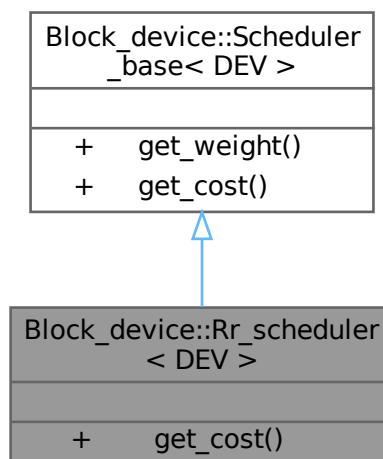 Block_device::Scheduler
_base< DEV >
+ get_weight()
+ get_cost()
Block_device::Rr_scheduler
< DEV >
+ get_cost()